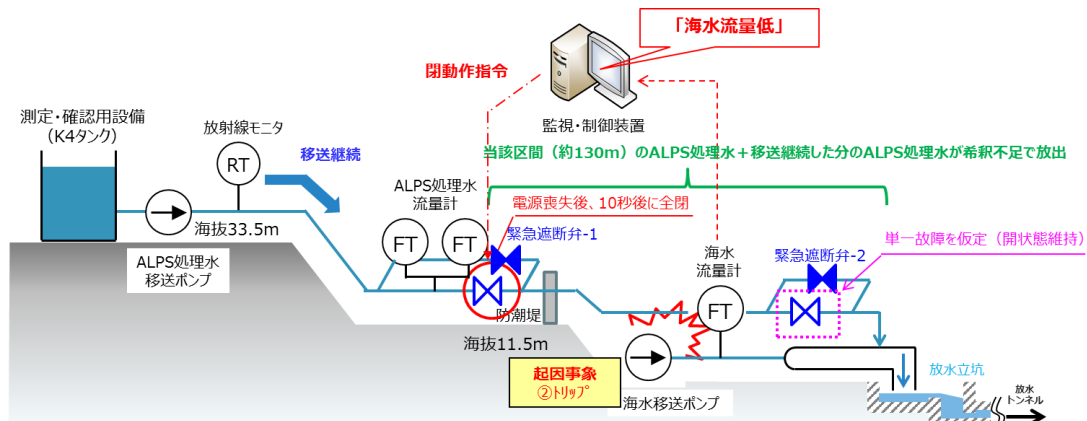 「海水流量低」
閉動作指令
監視・制御装置
測定・確認用設備
(K4タンク)
放射線モニタ
RT
移送継続
当該区間（約130m）のALPS処理水＋移送継続した分のALPS処理水が希釈不足で放出
ALPS処理水
流量計
FT
FT
電源喪失後、10秒後に全閉
緊急遮断弁-1
海水
流量計
FT
緊急遮断弁-2
単一故障を仮定（開状態維持）
海抜33.5m
ALPS処理水
移送ポンプ
防潮堤
海抜11.5m
起因事象
②トリップ
海水移送ポンプ
放水立坑
放水
トンネル